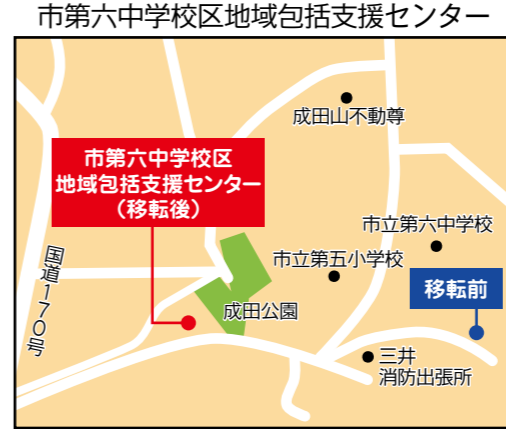 市第六中学校区地域包括支援センター
成田山不動尊
市第六中学校区
地域包括支援センター
（移転後）
市立第六中学校
国道170号
市立第五小学校
移転前
成田公園
三井
消防出張所